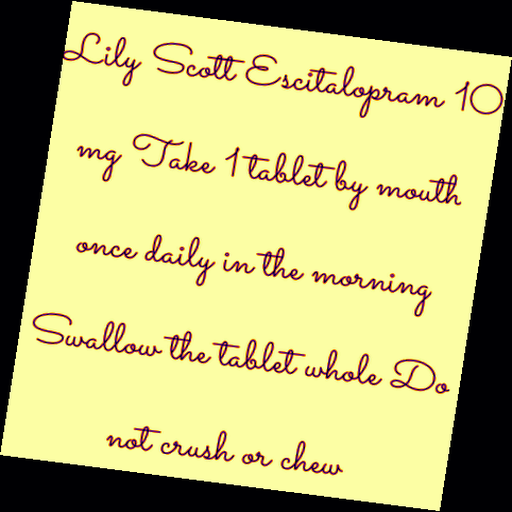 Lily Scott Escitalopram 10
mg Take 1 tablet by mouth
once daily in the morning
Swallow the tablet whole Do
not crush or chew